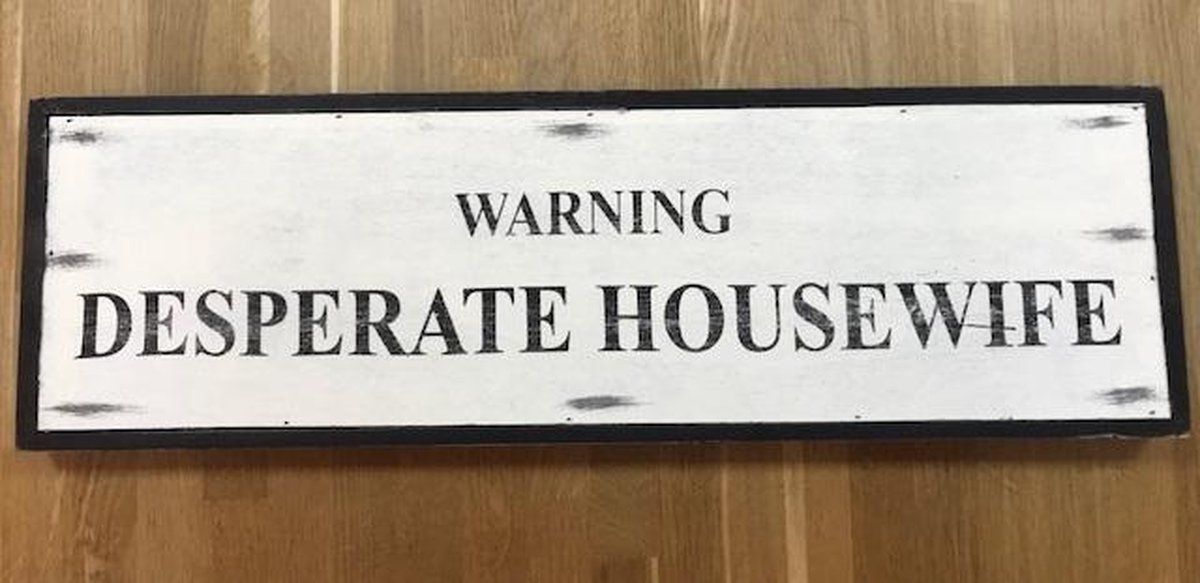 WARNING
DESPERATE HOUSEWIFE